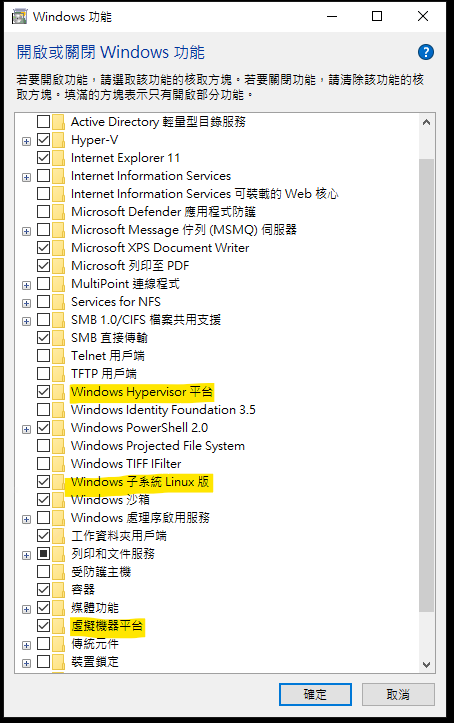 Windows 功能
開啟或關閉 Windows 功能
若要開啟功能，請選取該功能的核取方塊。若要關閉功能，請清除該功能的核
取方塊。填滿的方塊表示只有開啟部分功能。
Active Directory 輕量型目錄服務
Hyper-V
Internet Explorer 11
Internet Information Services
Internet Information Services 可裝載的 Web 核心
Microsoft Defender 應用程式防護
Microsoft Message 佇列 (MSMQ) 伺服器
Microsoft XPS Document Writer
Microsoft 列印至 PDF
MultiPoint 連線程式
Services for NFS
SMB 1.0/CIFS 檔案共用支援
SMB 直接傳輸
Telnet 用戶端
TFTP 用戶端
Windows Hypervisor 平台
Windows Identity Foundation 3.5
Windows PowerShell 2.0
Windows Projected File System
Windows TIFF IFilter
Windows 子系統 Linux 版
Windows 沙箱
Windows 處理序啟用服務
工作資料夾用戶端
列印和文件服務
受防護主機
容器
媒體功能
虛擬機器平台
傳統元件
裝置鎖定
確定
取消